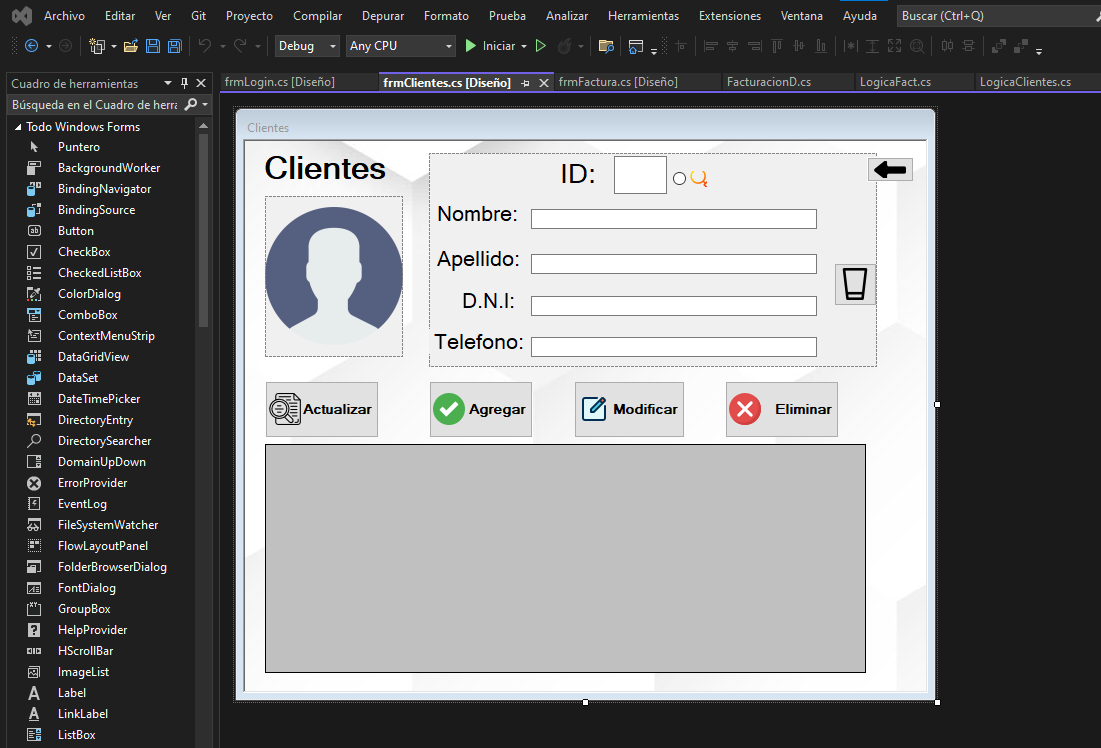 Archivo Editar Ver Git Proyecto Compilar Depurar Formato Prueba Analizar Herramientas Extensiones Ventana Ayuda Buscar (Ctrl+Q)
Debug Any CPU Iniciar
Cuadro de herramientas
frmLogin.cs [Diseño] frmClientes.cs [Diseño] frmFactura.cs [Diseño] FacturacionD.cs LogicaFact.cs LogicaClientes.cs
Búsqueda en el Cuadro de herra
Todo Windows Forms
Puntero
BackgroundWorker
BindingNavigator
BindingSource
Button
CheckBox
CheckedListBox
ColorDialog
ComboBox
ContextMenuStrip
DataGridView
DataSet
DateTimePicker
DirectoryEntry
DirectorySearcher
DomainUpDown
ErrorProvider
EventLog
FileSystemWatcher
FlowLayoutPanel
FolderBrowserDialog
FontDialog
GroupBox
HelpProvider
HScrollBar
ImageList
Label
LinkLabel
ListBox
Clientes
Clientes
ID:
Nombre:
Apellido:
D.N.I:
Telefono:
Actualizar Agregar Modificar Eliminar